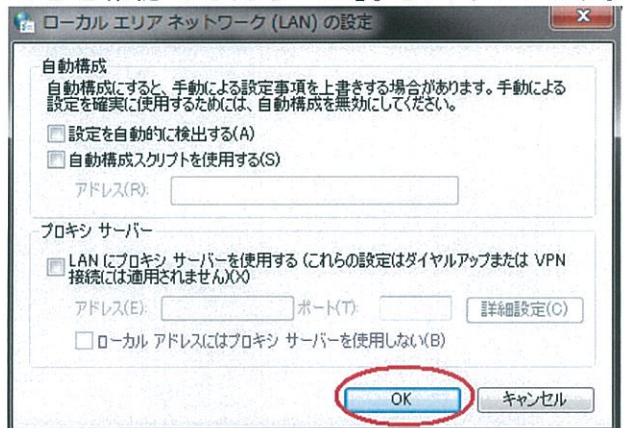 ローカル エリア ネットワーク (LAN) の設定
自動構成
自動構成にすると、手動による設定事項を上書きする場合があります。手動による
設定を確実に使用するためには、自動構成を無効にしてください。
設定を自動的に検出する(A)
自動構成スクリプトを使用する(S)
アドレス(R):
プロキシ サーバー
LAN にプロキシ サーバーを使用する (これらの設定はダイヤルアップまたは VPN
接続には適用されません)(X)
アドレス(E): ポート(T): 詳細設定(C)
ローカル アドレスにはプロキシ サーバーを使用しない(B)
OK キャンセル